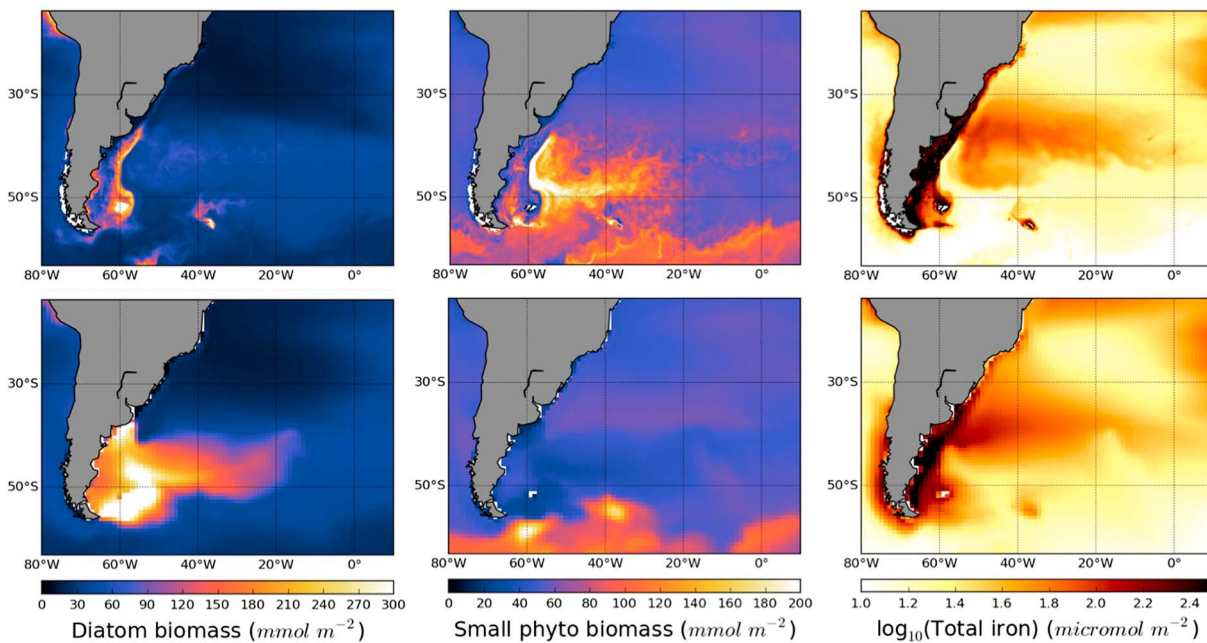 30°S
50°S
80°W 60°W 40°W 20°W 0°
80°W 60°W 40°W 20°W 0°
30°S
50°S
80°W 60°W 40°W 20°W 0°
30°S
50°S
80°W 60°W 40°W 20°W 0°
30°S
50°S
80°W 60°W 40°W 20°W 0°
80°W 60°W 40°W 20°W 0°
30°S
50°S
0 30 60 90 120 150 180 210 240 270 300
Diatom biomass (mmol m⁻²)
0 20 40 60 80 100 120 140 160 180 200
Small phyto biomass (mmol m⁻²)
1.0 1.2 1.4 1.6 1.8 2.0 2.2 2.4
log₁₀(Total iron) (micromol m⁻²)